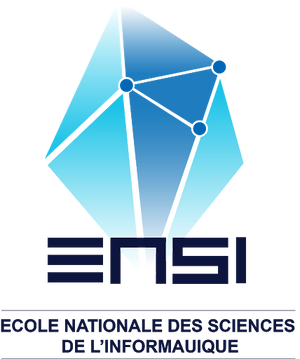 ENSI
ECOLE NATIONALE DES SCIENCES
DE L'INFORMAUIQUE